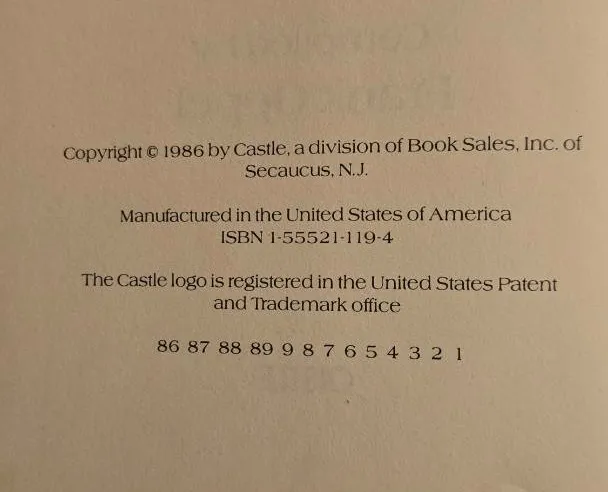 Copyright © 1986 by Castle, a division of Book Sales, Inc. of
Secaucus, N.J.
Manufactured in the United States of America
ISBN 1-55521-119-4
The Castle logo is registered in the United States Patent
and Trademark office
86 87 88 89 9 8 7 6 5 4 3 2 1